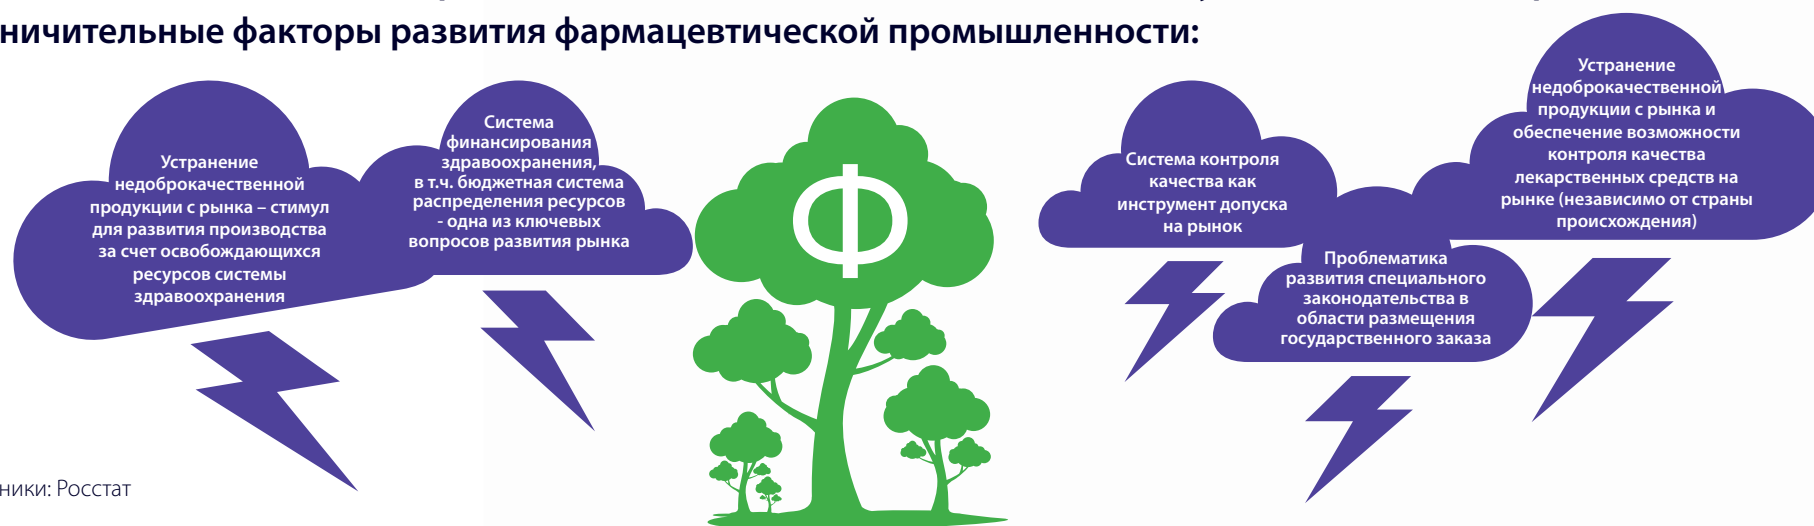 ничительные факторы развития фармацевтической промышленности:
Устранение
недоброкачественной
продукции с рынка – стимул
для развития производства
за счет освобождающихся
ресурсов системы
здравоохранения
Система
финансирования
здравоохранения,
в т.ч. бюджетная система
распределения ресурсов
- одна из ключевых
вопросов развития рынка
Ф
Система контроля
качества как
инструмент допуска
на рынок
Проблематика
развития специального
законодательства в
области размещения
государственного заказа
Устранение
недоброкачественной
продукции с рынка и
обеспечение возможности
контроля качества
лекарственных средств на
рынке (независимо от страны
происхождения)
ники: Росстат